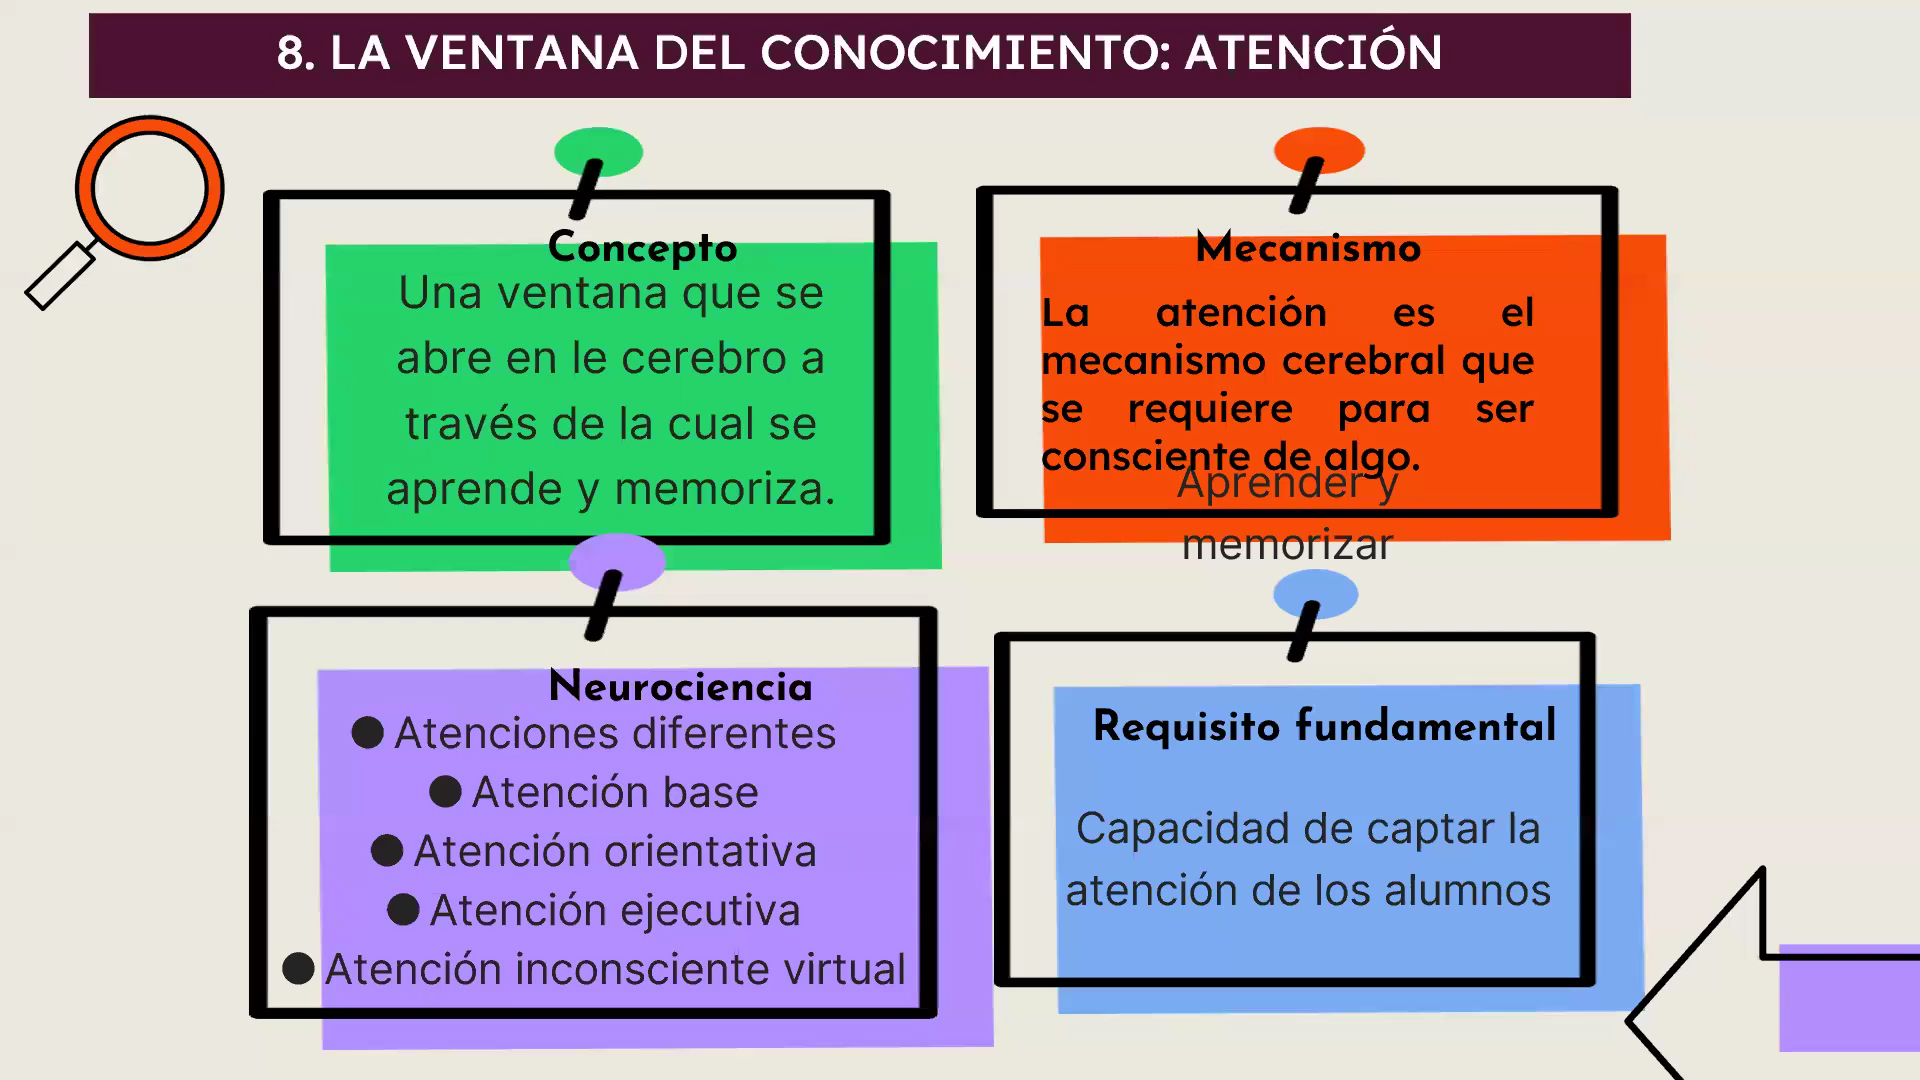 8. LA VENTANA DEL CONOCIMIENTO: ATENCIÓN
Concepto
Una ventana que se
abre en le cerebro a
través de la cual se
aprende y memoriza.
Mecanismo
La atención es el
mecanismo cerebral que
se requiere para ser
consciente de algo.
Aprender y
memorizar
Neurociencia
● Atenciones diferentes
● Atención base
● Atención orientativa
● Atención ejecutiva
● Atención inconsciente virtual
Requisito fundamental
Capacidad de captar la
atención de los alumnos